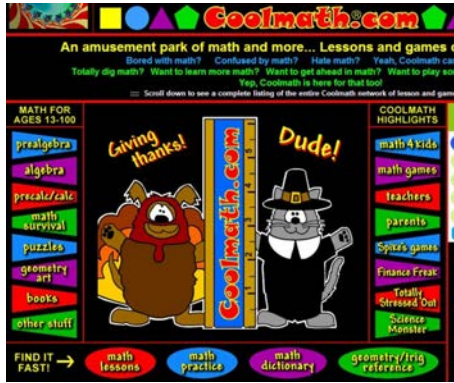 Coolmath.com
An amusement park of math and more... Lessons and games
Bored with math? Confused by math? Hate math? Yeah, Coolmath
Totally dig math? Want to learn more math? Want to get ahead in math? Want to play
Yep, Coolmath is here for that too!
Scroll down to see a complete listing of the entire Coolmath network of lesson and
MATH FOR
AGES 13-100
prealgebra
algebra
precalc/calc
math
survival
puzzles
geometry
art
books
other stuff
Giving
thanks!
Coolmath.com
1
2
3
4
5
Dude!
COOLMATH
HIGHLIGHTS
math 4 kids
math games
teachers
parents
Spike's games
Finance Freak
Totally
Stressed Out
Science
Monster
FIND IT
FAST! →
math
lessons
math
practice
math
dictionary
geometry/trig
reference